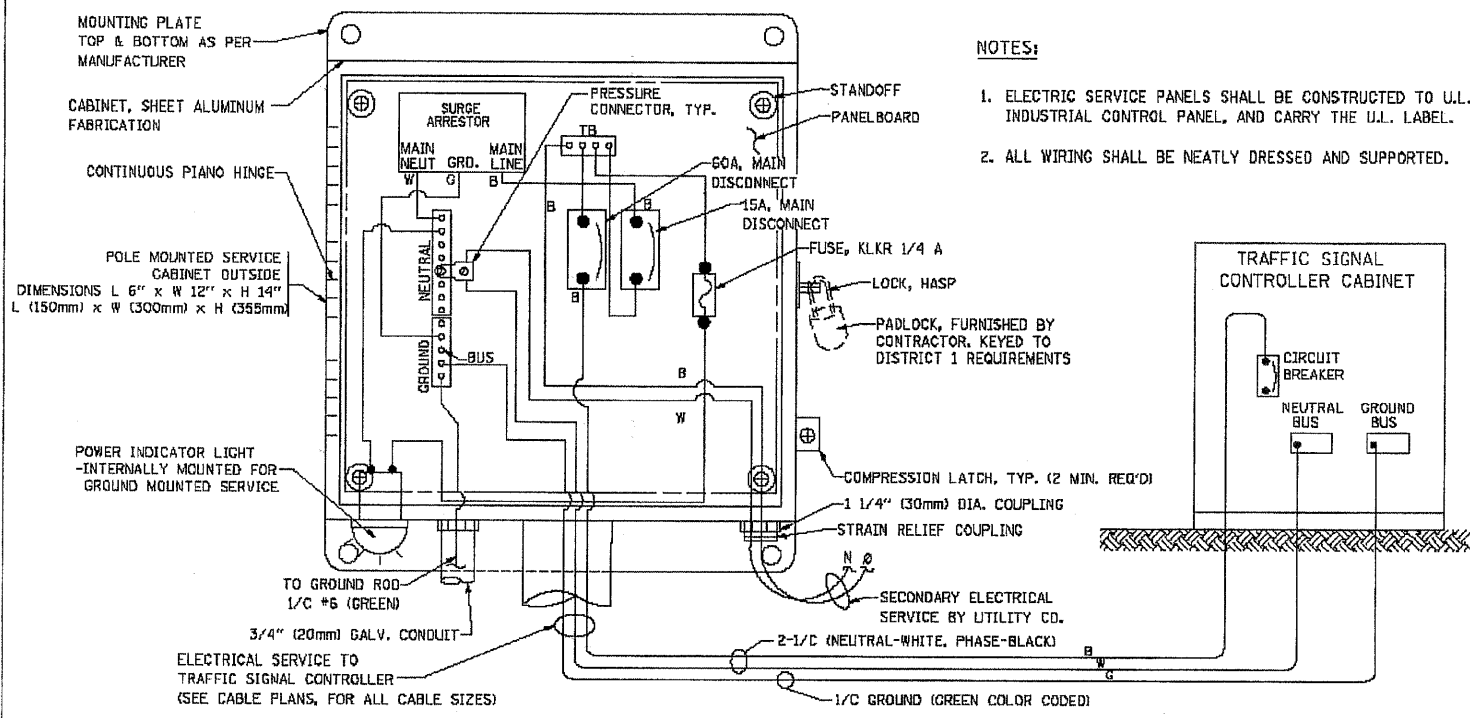 MOUNTING PLATE
TOP & BOTTOM AS PER
MANUFACTURER
CABINET, SHEET ALUMINUM
FABRICATION
CONTINUOUS PIANO HINGE
POLE MOUNTED SERVICE
CABINET OUTSIDE
DIMENSIONS L 6" x W 12" x H 14"
L (150mm) x W (300mm) x H (355mm)
POWER INDICATOR LIGHT
-INTERNALLY MOUNTED FOR
GROUND MOUNTED SERVICE
SURGE
ARRESTOR
MAIN
NEUT
GRD.
MAIN
LINE
W
G
B
NEUTRAL
GROUND
BUS
PRESSURE
CONNECTOR, TYP.
TB
B
B
B
B
W
STANDOFF
PANELBOARD
60A, MAIN
DISCONNECT
15A, MAIN
DISCONNECT
FUSE, KLKR 1/4 A
LOCK, HASP
PADLOCK, FURNISHED BY
CONTRACTOR. KEYED TO
DISTRICT 1 REQUIREMENTS
COMPRESSION LATCH, TYP. (2 MIN. REQ'D)
1 1/4" (30mm) DIA. COUPLING
STRAIN RELIEF COUPLING
N Ø
SECONDARY ELECTRICAL
SERVICE BY UTILITY CO.
TO GROUND ROD
1/C #6 (GREEN)
3/4" (20mm) GALV. CONDUIT
ELECTRICAL SERVICE TO
TRAFFIC SIGNAL CONTROLLER
(SEE CABLE PLANS, FOR ALL CABLE SIZES)
2-1/C (NEUTRAL-WHITE, PHASE-BLACK)
B
W
G
1/C GROUND (GREEN COLOR CODED)
NOTES:
1. ELECTRIC SERVICE PANELS SHALL BE CONSTRUCTED TO U.L.
INDUSTRIAL CONTROL PANEL, AND CARRY THE U.L. LABEL.
2. ALL WIRING SHALL BE NEATLY DRESSED AND SUPPORTED.
TRAFFIC SIGNAL
CONTROLLER CABINET
CIRCUIT
BREAKER
NEUTRAL
BUS
GROUND
BUS